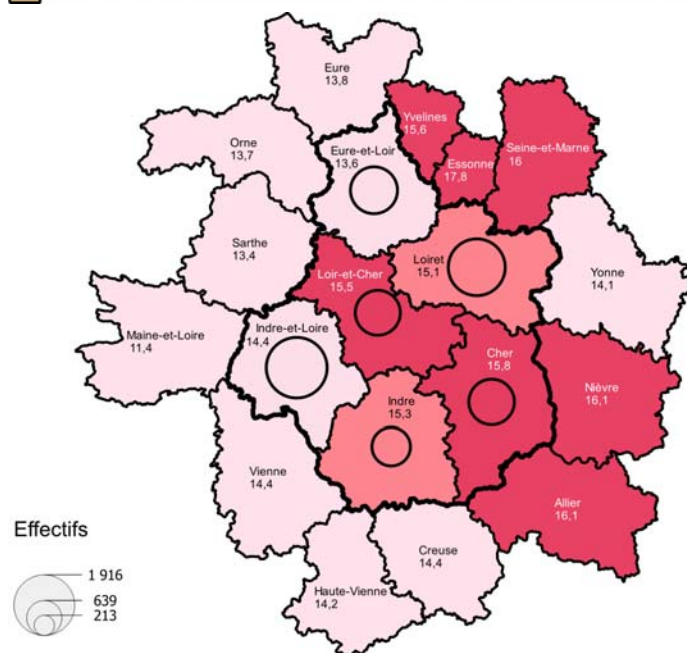 Eure
13,8
Yvelines
15,6
Seine-et-Marne
16
Orne
13,7
Eure-et-Loir
13,6
Essonne
17,8
Sarthe
13,4
Loir-et-Cher
15,5
Loiret
15,1
Yonne
14,1
Maine-et-Loire
11,4
Indre-et-Loire
14,4
Cher
15,8
Indre
15,3
Nièvre
16,1
Vienne
14,4
Allier
16,1
Creuse
14,4
Haute-Vienne
14,2
Effectifs
1 916
639
213